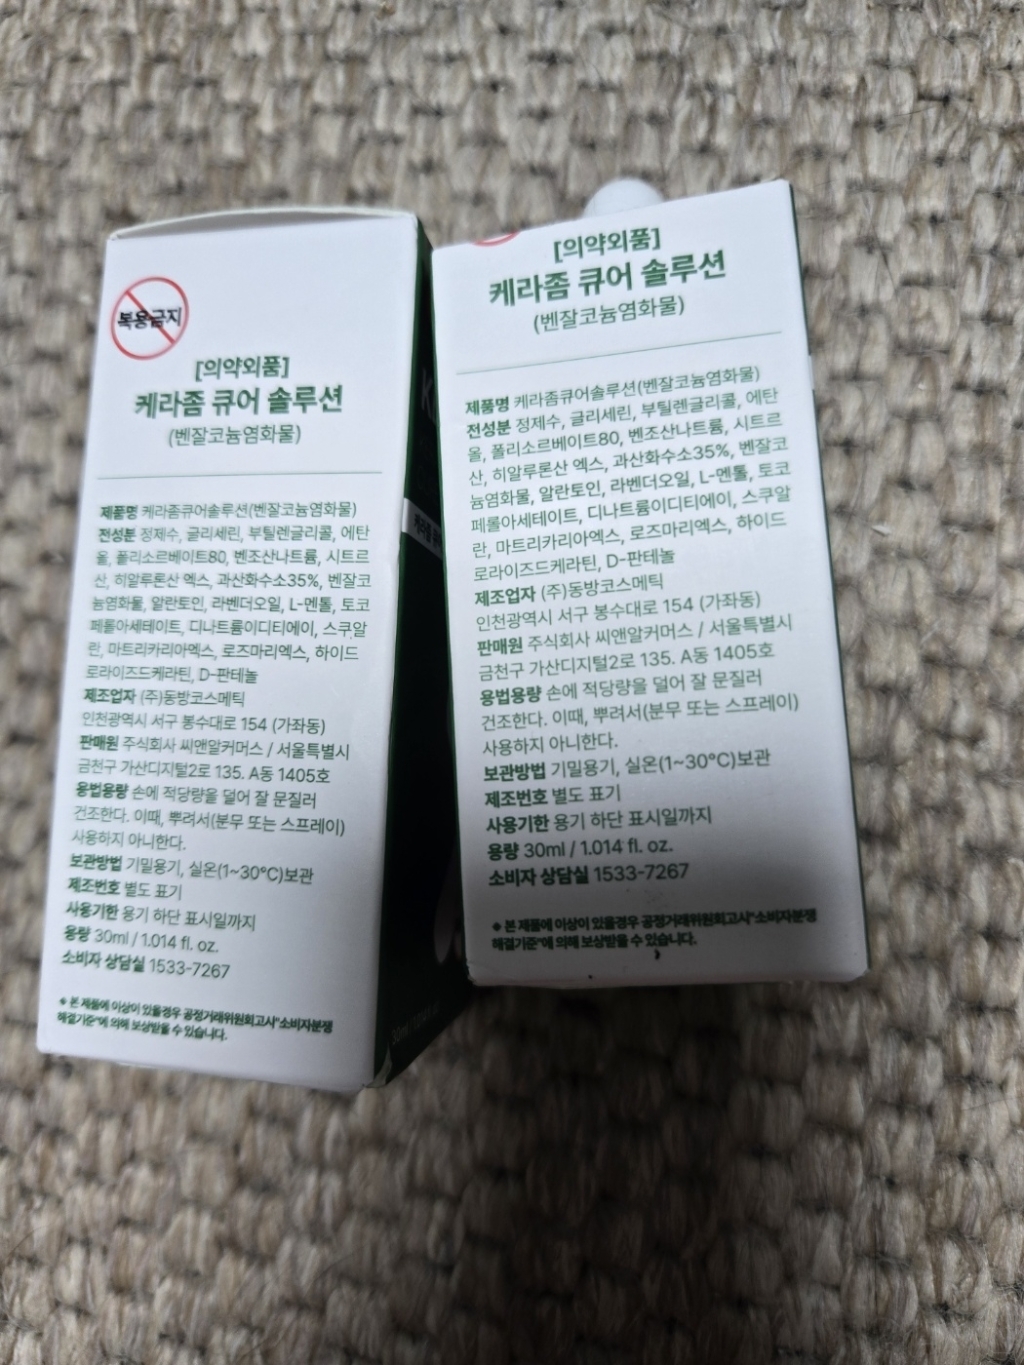 복용금지
[의약외품]
케라좀 큐어 솔루션
(벤잘코늄염화물)
제품명 케라좀큐어솔루션(벤잘코늄염화물)
전성분 정제수, 글리세린, 부틸렌글리콜, 에탄
올, 폴리소르베이트80, 벤조산나트륨, 시트르
산, 히알루론산 엑스, 과산화수소35%, 벤잘코
늄염화물, 알란토인, 라벤더오일, L-멘톨, 토코
페롤아세테이트, 디나트륨이디티에이, 스쿠알
란, 마트리카리아엑스, 로즈마리엑스, 하이드
로라이즈드케라틴, D-판테놀
제조업자 (주)동방코스메틱
인천광역시 서구 봉수대로 154 (가좌동)
판매원 주식회사 씨앤알커머스 / 서울특별시
금천구 가산디지털2로 135. A동 1405호
용법용량 손에 적당량을 덜어 잘 문질러
건조한다. 이때, 뿌려서(분무 또는 스프레이)
사용하지 아니한다.
보관방법 기밀용기, 실온(1~30°C)보관
제조번호 별도 표기
사용기한 용기 하단 표시일까지
용량 30ml / 1.014 fl. oz.
소비자 상담실 1533-7267
※ 본 제품에 이상이 있을경우 공정거래위원회고시"소비자분쟁
해결기준"에 의해 보상받을 수 있습니다.
[의약외품]
케라좀 큐어 솔루션
(벤잘코늄염화물)
제품명 케라좀큐어솔루션(벤잘코늄염화물)
전성분 정제수, 글리세린, 부틸렌글리콜, 에탄
올, 폴리소르베이트80, 벤조산나트륨, 시트르
산, 히알루론산 엑스, 과산화수소35%, 벤잘코
늄염화물, 알란토인, 라벤더오일, L-멘톨, 토코
페롤아세테이트, 디나트륨이디티에이, 스쿠알
란, 마트리카리아엑스, 로즈마리엑스, 하이드
로라이즈드케라틴, D-판테놀
제조업자 (주)동방코스메틱
인천광역시 서구 봉수대로 154 (가좌동)
판매원 주식회사 씨앤알커머스 / 서울특별시
금천구 가산디지털2로 135. A동 1405호
용법용량 손에 적당량을 덜어 잘 문질러
건조한다. 이때, 뿌려서(분무 또는 스프레이)
사용하지 아니한다.
보관방법 기밀용기, 실온(1~30°C)보관
제조번호 별도 표기
사용기한 용기 하단 표시일까지
용량 30ml / 1.014 fl. oz.
소비자 상담실 1533-7267
※ 본 제품에 이상이 있을경우 공정거래위원회고시"소비자분쟁
해결기준"에 의해 보상받을 수 있습니다.